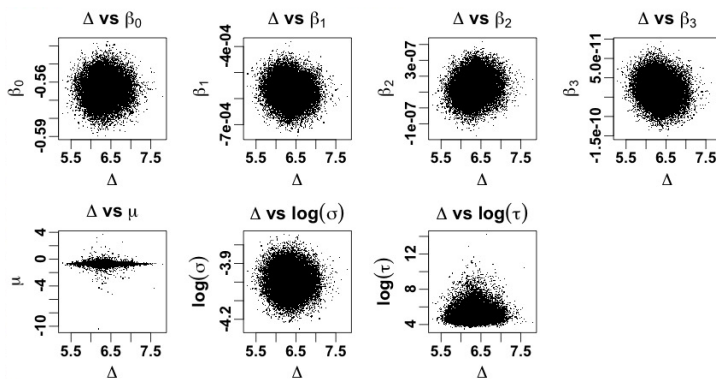 Δ vs β0
Δ vs β1
Δ vs β2
Δ vs β3
β0
-0.56
-0.59
5.5 6.5 7.5
Δ
β1
4e-04
-7e-04
5.5 6.5 7.5
Δ
β2
3e-07
-1e-07
5.5 6.5 7.5
Δ
β3
5.0e-11
-1.5e-10
5.5 6.5 7.5
Δ
Δ vs μ
Δ vs log(σ)
Δ vs log(τ)
μ
4
0
-4
-10
5.5 6.5 7.5
Δ
log(σ)
-3.9
-4.2
5.5 6.5 7.5
Δ
log(τ)
12
8
4
5.5 6.5 7.5
Δ